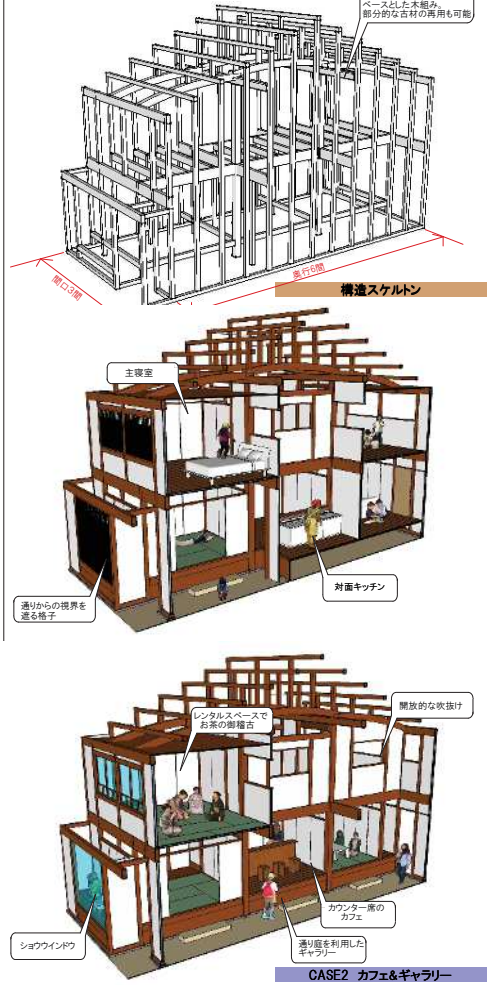 ベースとした木組み。
部分的な古材の再用も可能
間口3間
奥行6間
構造スケルトン
主寝室
対面キッチン
通りからの視界を
遮る格子
レンタルスペースで
お茶の御稽古
開放的な吹抜け
カウンター席の
カフェ
ショウウインドウ
通り庭を利用した
ギャラリー
CASE2 カフェ&ギャラリー